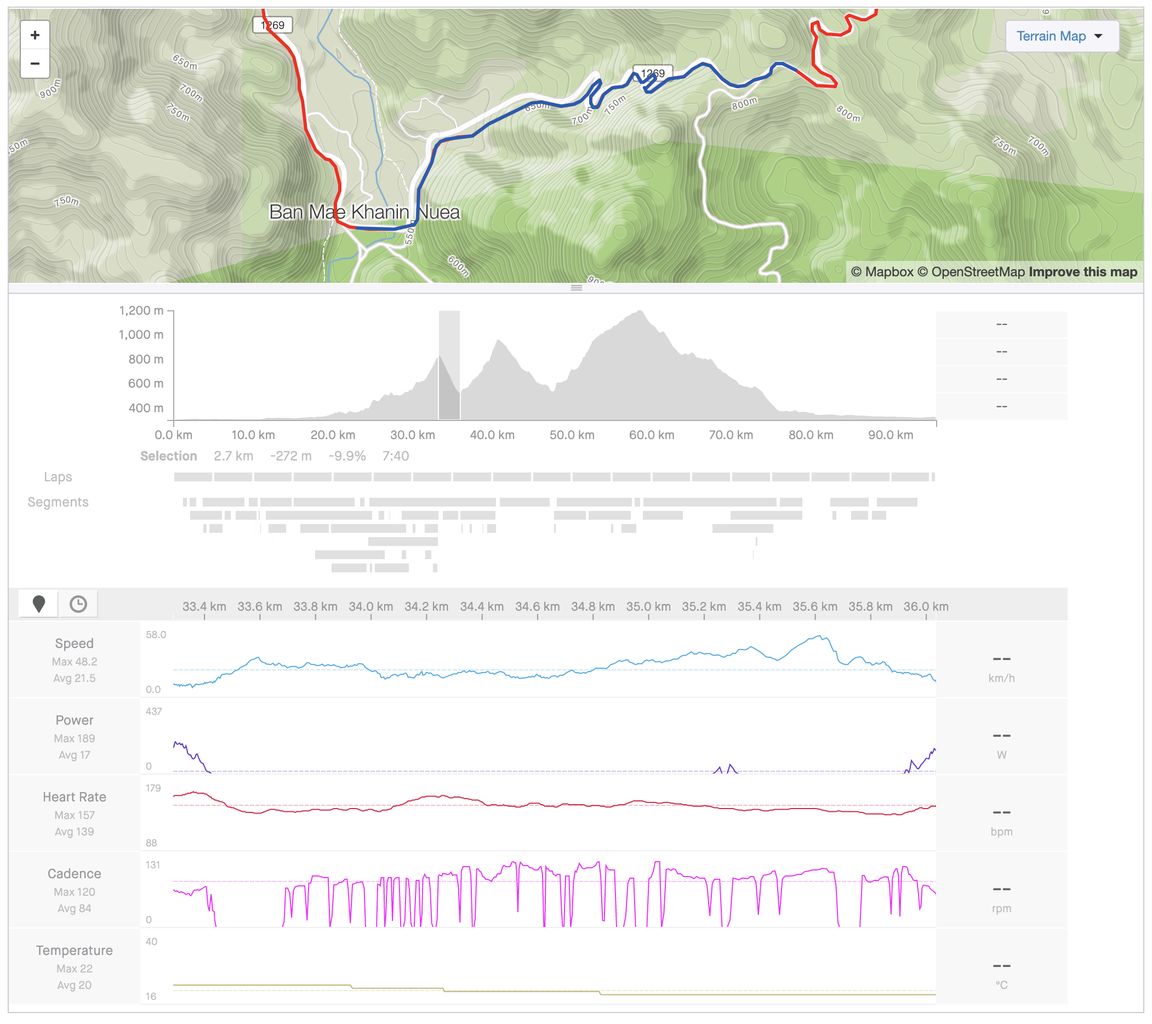 +
−
1269
1269
6
Terrain Map
900m
650m
700m
750m
750m
650m
700m
750m
800m
800m
750m
700m
550m
600m
Ban Mae Khanin Nuea
© Mapbox © OpenStreetMap Improve this map
1,200 m
1,000 m
800 m
600 m
400 m
--
--
--
--
0.0 km 10.0 km 20.0 km 30.0 km 40.0 km 50.0 km 60.0 km 70.0 km 80.0 km 90.0 km
Selection 2.7 km -272 m -9.9% 7:40
Laps
Segments
33.4 km 33.6 km 33.8 km 34.0 km 34.2 km 34.4 km 34.6 km 34.8 km 35.0 km 35.2 km 35.4 km 35.6 km 35.8 km 36.0 km
Speed
Max 48.2
Avg 21.5
58.0
0.0
--
km/h
Power
Max 189
Avg 17
437
0
--
W
Heart Rate
Max 157
Avg 139
179
88
--
bpm
Cadence
Max 120
Avg 84
131
0
--
rpm
Temperature
Max 22
Avg 20
40
16
--
°C